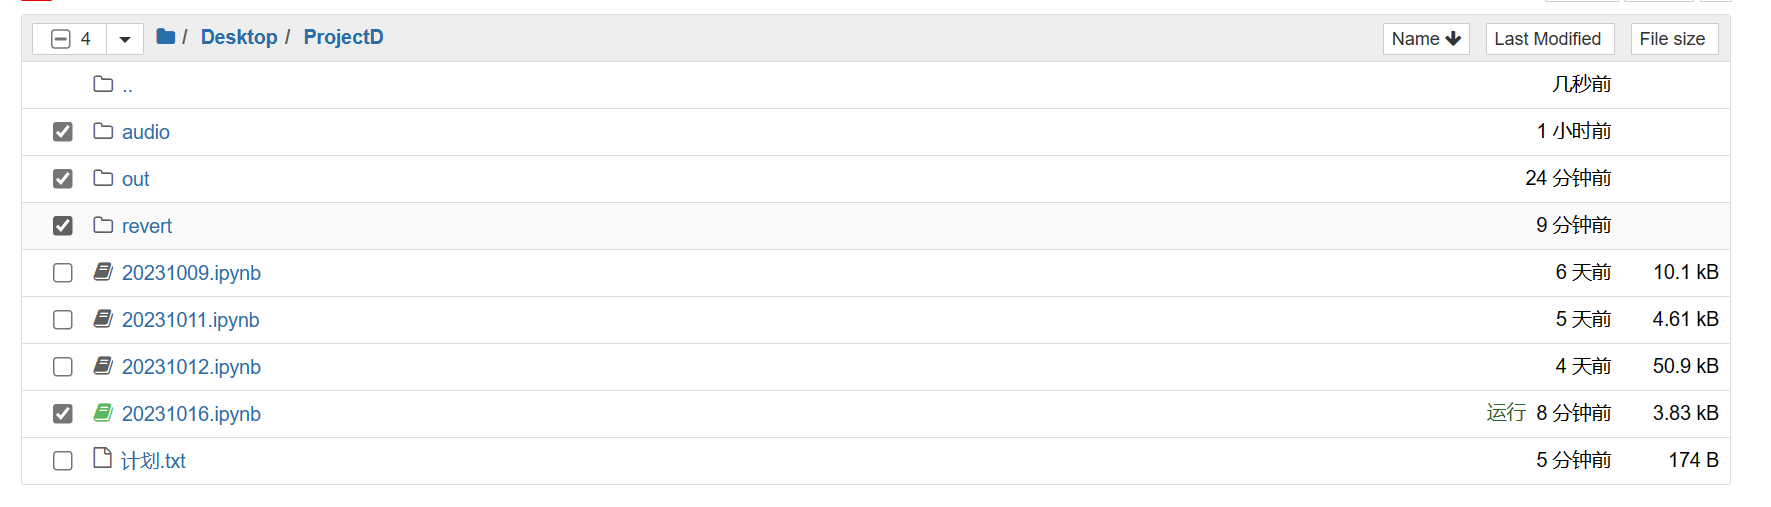 4 / Desktop / ProjectD Name Last Modified File size
.. 几秒前
audio 1 小时前
out 24 分钟前
revert 9 分钟前
20231009.ipynb 6 天前 10.1 kB
20231011.ipynb 5 天前 4.61 kB
20231012.ipynb 4 天前 50.9 kB
20231016.ipynb 运行 8 分钟前 3.83 kB
计划.txt 5 分钟前 174 B